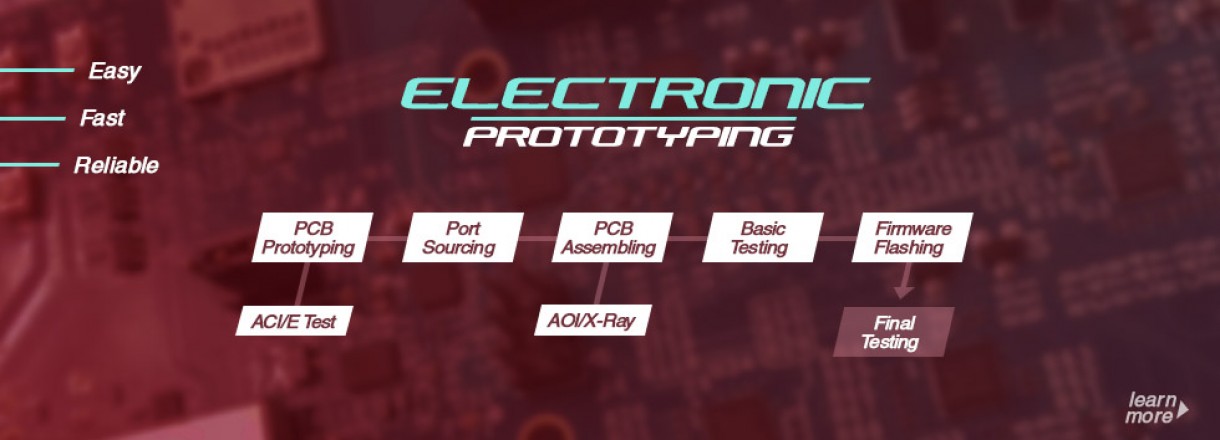 Easy
Fast
Reliable
ELECTRONIC
PROTOTYPING
PCB
Prototyping
Port
Sourcing
PCB
Assembling
Basic
Testing
Firmware
Flashing
ACI/E Test
AOI/X-Ray
Final
Testing
learn
more